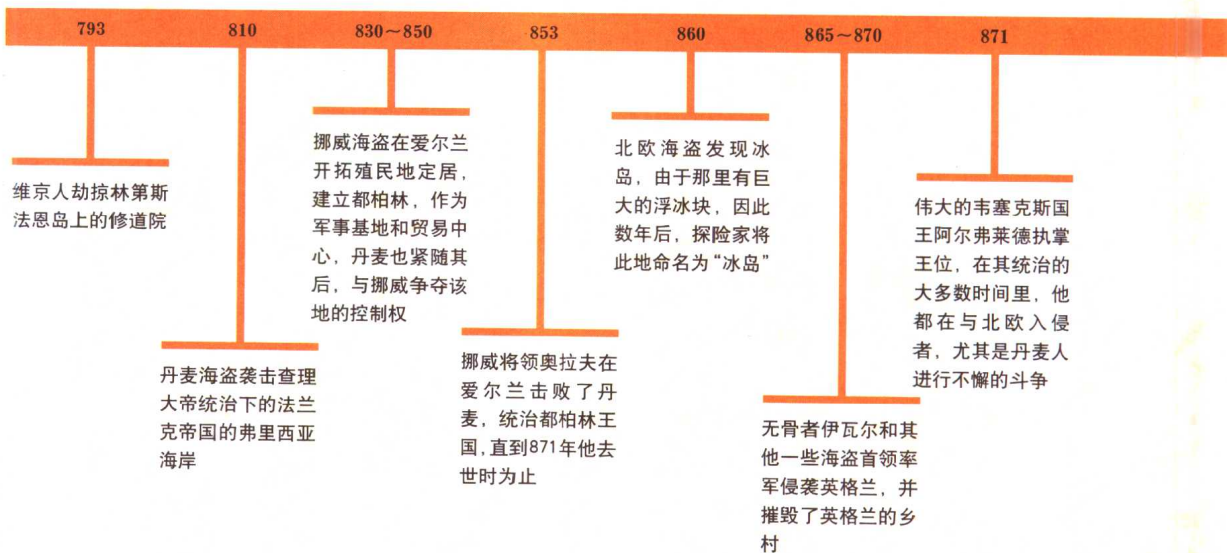 793 810 830～850 853 860 865～870 871
维京人劫掠林第斯
法恩岛上的修道院
丹麦海盗袭击查理
大帝统治下的法兰
克帝国的弗里西亚
海岸
挪威海盗在爱尔兰
开拓殖民地定居，
建立都柏林，作为
军事基地和贸易中
心，丹麦也紧随其
后，与挪威争夺该
地的控制权
挪威将领奥拉夫在
爱尔兰击败了丹
麦，统治都柏林王
国，直到871年他去
世时为止
北欧海盗发现冰
岛，由于那里有巨
大的浮冰块，因此
数年后，探险家将
此地命名为“冰岛”
无骨者伊瓦尔和其
他一些海盗首领率
军侵袭英格兰，并
摧毁了英格兰的乡
村
伟大的韦塞克斯国
王阿尔弗莱德执掌
王位，在其统治的
大多数时间里，他
都在与北欧入侵
者，尤其是丹麦人
进行不懈的斗争